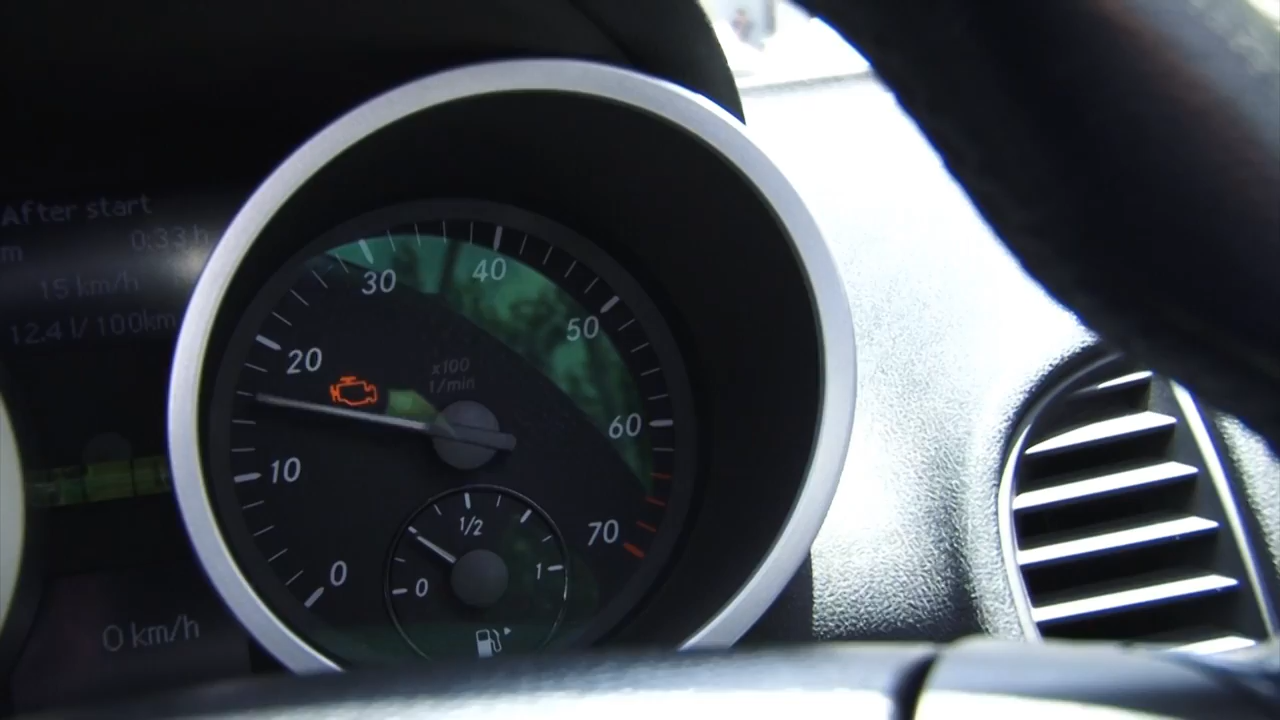 After start
m 0:33 h
15 km/h
12.4 l/100km
0 km/h
0
10
20
30
40
50
60
70
x100
1/min
0
1/2
1